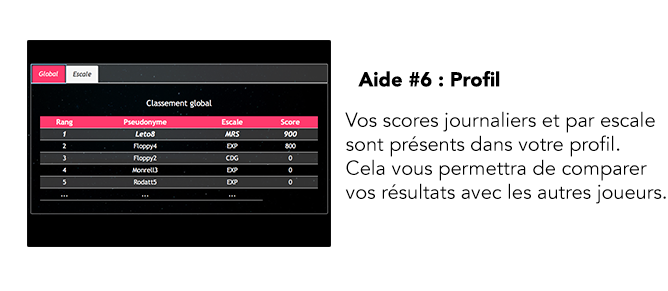 Global Escale
Classement global
Rang Pseudonyme Escale Score
1 Leto8 MRS 900
2 Floppy4 EXP 800
3 Floppy2 CDG 0
4 Monrell3 EXP 0
5 Rodatt5 EXP 0
... ... ...
Aide #6 : Profil
Vos scores journaliers et par escale
sont présents dans votre profil.
Cela vous permettra de comparer
vos résultats avec les autres joueurs.